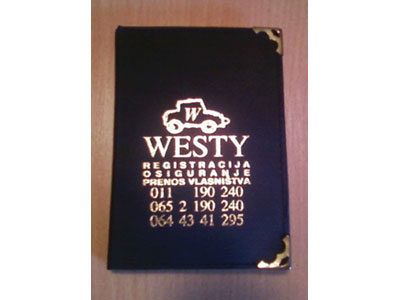 W
WESTY
REGISTRACIJA
OSIGURANJE
PRENOS VLASNIŠTVA
011 190 240
065 2 190 240
064 43 41 295